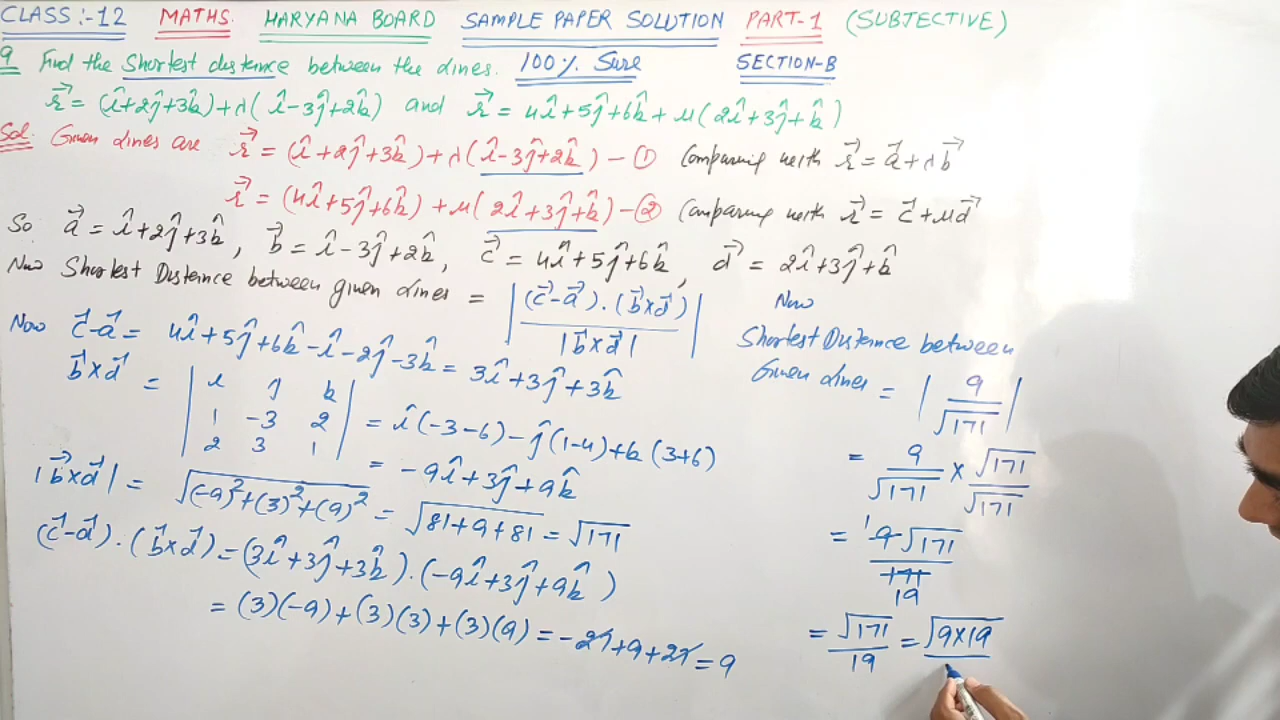 CLASS:-12 MATHS. HARYANA BOARD SAMPLE PAPER SOLUTION PART-1 (SUBJECTIVE)
9 Find the Shortest distance between the Lines. 100% Sure SECTION-B
r⃗ = (î+2ĵ+3k̂)+λ(î-3ĵ+2k̂) and r⃗ = 4î+5ĵ+6k̂+μ(2î+3ĵ+k̂)
Sol. Given Lines are r⃗ = (î+2ĵ+3k̂)+λ(î-3ĵ+2k̂) – ① Comparing with r⃗ = a⃗+λb⃗
r⃗ = (4î+5ĵ+6k̂)+μ(2î+3ĵ+k̂) – ② Comparing with r⃗ = c⃗+μd⃗
So a⃗ = î+2ĵ+3k̂, b⃗ = î-3ĵ+2k̂, c⃗ = 4î+5ĵ+6k̂, d⃗ = 2î+3ĵ+k̂
Now Shortest Distance between given Lines = |(c⃗-a⃗).(b⃗×d⃗)/|b⃗×d⃗||
Now c⃗-a⃗ = 4î+5ĵ+6k̂-î-2ĵ-3k̂ = 3î+3ĵ+3k̂
b⃗×d⃗ = | i j k
1 -3 2
2 3 1 | = î(-3-6)-ĵ(1-4)+k(3+6)
= -9î+3ĵ+9k̂
|b⃗×d⃗| = √(-9)²+(3)²+(9)² = √81+9+81 = √171
(c⃗-a⃗).(b⃗×d⃗) = (3î+3ĵ+3k̂).(-9î+3ĵ+9k̂)
= (3)(-9)+(3)(3)+(3)(9) = -27+9+27 = 9
Now
Shortest Distance between
Given Lines = |9/√171|
= 9/√171 × √171/√171
= 1 9√171/171 19
= √171/19 = √9×19